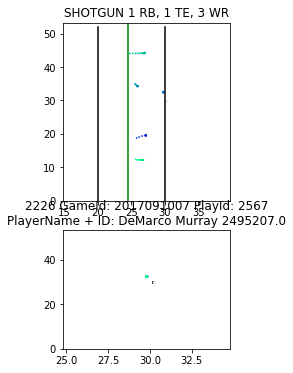 SHOTGUN 1 RB, 1 TE, 3 WR
50
40
30
20
10
0
15 20 25 30 35
2226 GameId: 2017091007 PlayId: 2567
PlayerName + ID: DeMarco Murray 2495207.0
40
20
0
25.0 27.5 30.0 32.5